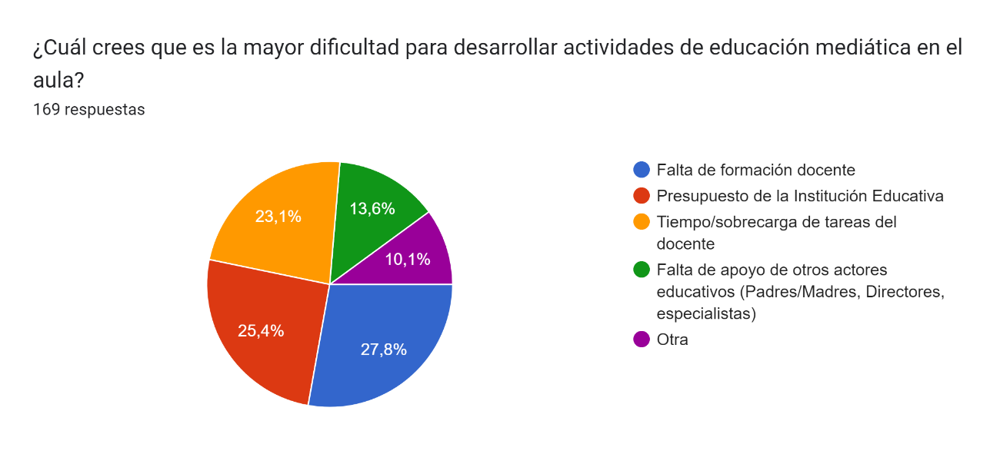 ¿Cuál crees que es la mayor dificultad para desarrollar actividades de educación mediática en el
aula?
169 respuestas
23,1%
13,6%
10,1%
25,4%
27,8%
Falta de formación docente
Presupuesto de la Institución Educativa
Tiempo/sobrecarga de tareas del
docente
Falta de apoyo de otros actores
educativos (Padres/Madres, Directores,
especialistas)
Otra